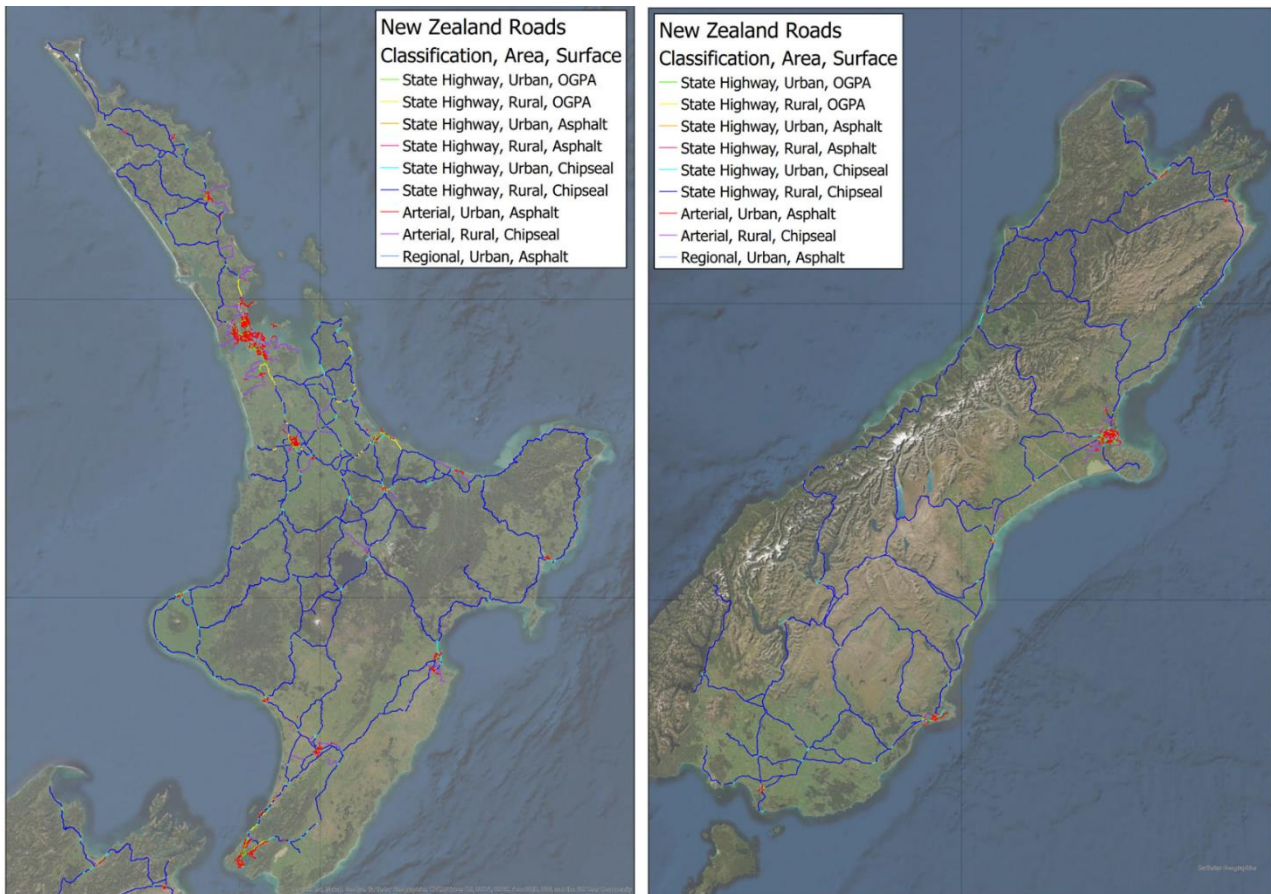 New Zealand Roads
Classification, Area, Surface
State Highway, Urban, OGPA
State Highway, Rural, OGPA
State Highway, Urban, Asphalt
State Highway, Rural, Asphalt
State Highway, Urban, Chipseal
State Highway, Rural, Chipseal
Arterial, Urban, Asphalt
Arterial, Rural, Chipseal
Regional, Urban, Asphalt
New Zealand Roads
Classification, Area, Surface
State Highway, Urban, OGPA
State Highway, Rural, OGPA
State Highway, Urban, Asphalt
State Highway, Rural, Asphalt
State Highway, Urban, Chipseal
State Highway, Rural, Chipseal
Arterial, Urban, Asphalt
Arterial, Rural, Chipseal
Regional, Urban, Asphalt